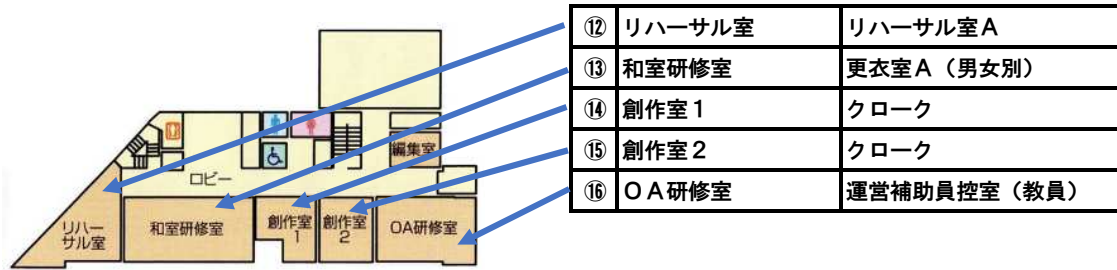 ⑫ リハーサル室 リハーサル室A
⑬ 和室研修室 更衣室A（男女別）
⑭ 創作室1 クローク
⑮ 創作室2 クローク
⑯ OA研修室 運営補助員控室（教員）
編集室
ロビー
リハー
サル室
和室研修室
創作室
1
創作室
2
OA研修室